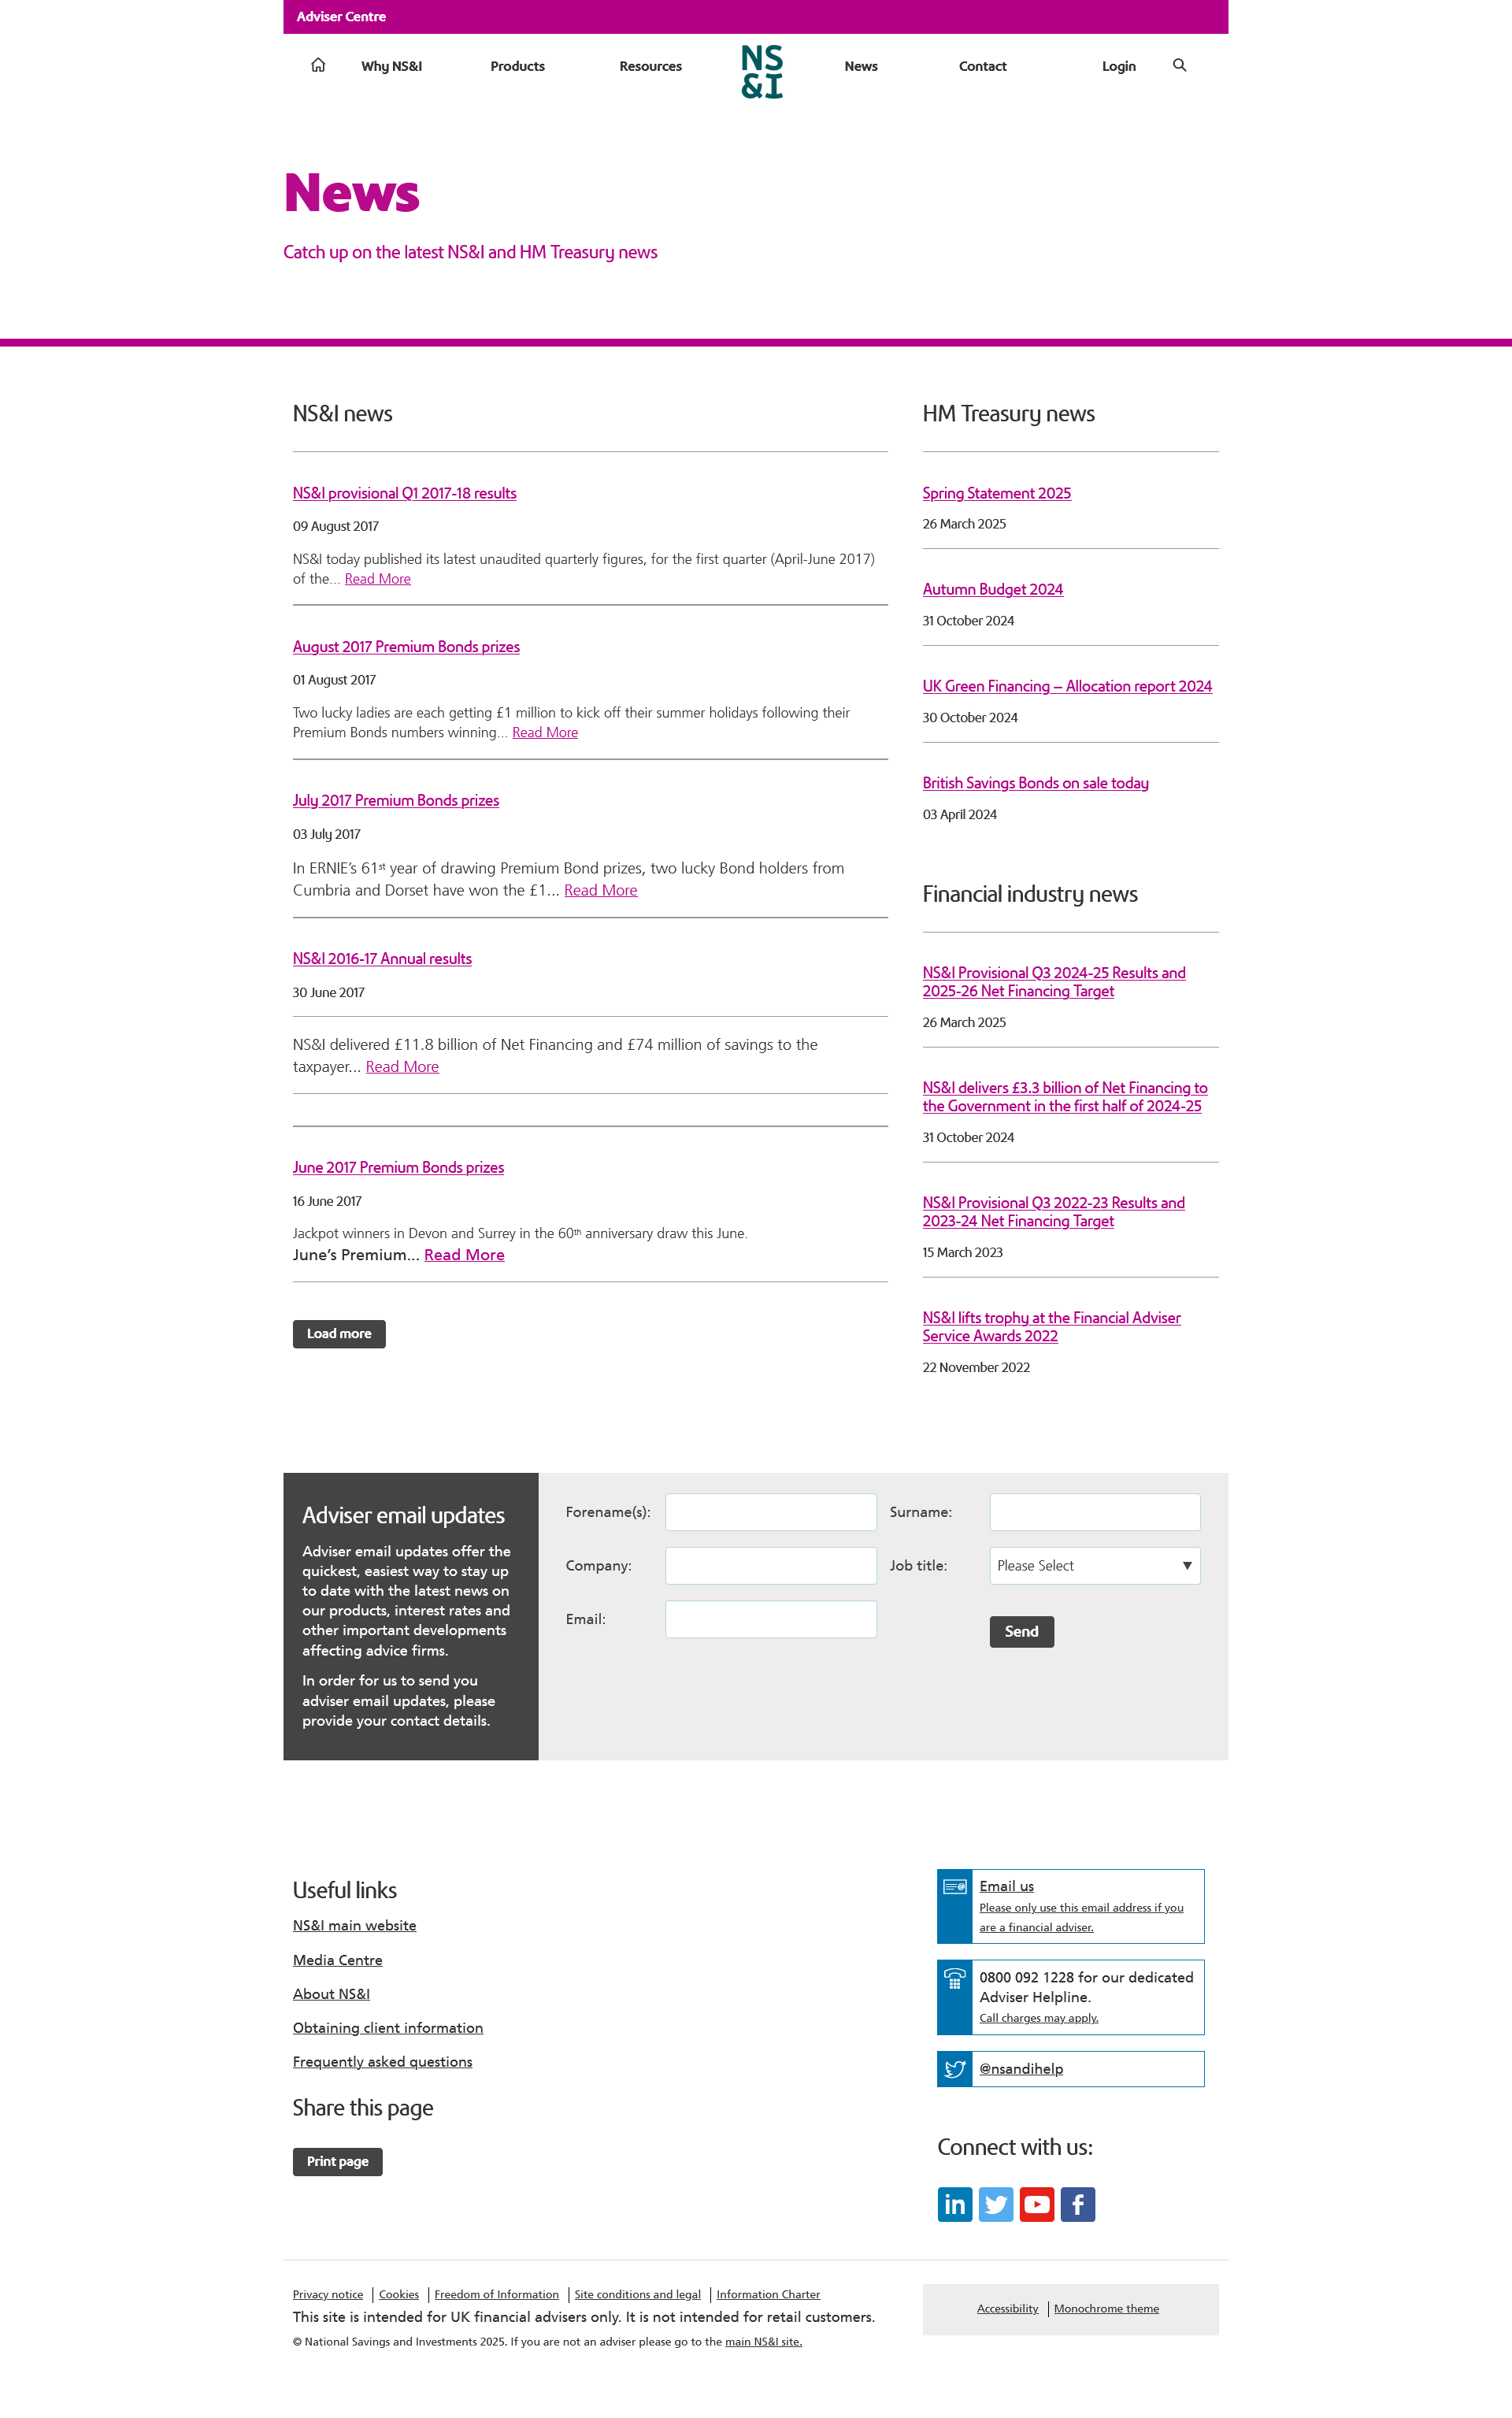 Adviser Centre
Why NS&I
Products
Resources
NS
&I
News
Contact
Login
News
Catch up on the latest NS&I and HM Treasury news
NS&I news
NS&I provisional Q1 2017-18 results
09 August 2017
NS&I today published its latest unaudited quarterly figures, for the first quarter (April-June 2017)
of the... Read More
August 2017 Premium Bonds prizes
01 August 2017
Two lucky ladies are each getting £1 million to kick off their summer holidays following their
Premium Bonds numbers winning... Read More
July 2017 Premium Bonds prizes
03 July 2017
In ERNIE’s 61st year of drawing Premium Bond prizes, two lucky Bond holders from
Cumbria and Dorset have won the £1... Read More
NS&I 2016-17 Annual results
30 June 2017
NS&I delivered £11.8 billion of Net Financing and £74 million of savings to the
taxpayer... Read More
June 2017 Premium Bonds prizes
16 June 2017
Jackpot winners in Devon and Surrey in the 60th anniversary draw this June.
June’s Premium... Read More
Load more
HM Treasury news
Spring Statement 2025
26 March 2025
Autumn Budget 2024
31 October 2024
UK Green Financing – Allocation report 2024
30 October 2024
British Savings Bonds on sale today
03 April 2024
Financial industry news
NS&I Provisional Q3 2024-25 Results and
2025-26 Net Financing Target
26 March 2025
NS&I delivers £3.3 billion of Net Financing to
the Government in the first half of 2024-25
31 October 2024
NS&I Provisional Q3 2022-23 Results and
2023-24 Net Financing Target
15 March 2023
NS&I lifts trophy at the Financial Adviser
Service Awards 2022
22 November 2022
Adviser email updates
Adviser email updates offer the
quickest, easiest way to stay up
to date with the latest news on
our products, interest rates and
other important developments
affecting advice firms.
In order for us to send you
adviser email updates, please
provide your contact details.
Forename(s):
Surname:
Company:
Job title:
Please Select
Email:
Send
Useful links
NS&I main website
Media Centre
About NS&I
Obtaining client information
Frequently asked questions
Share this page
Print page
Email us
Please only use this email address if you
are a financial adviser.
0800 092 1228 for our dedicated
Adviser Helpline.
Call charges may apply.
@nsandihelp
Connect with us:
Privacy notice
Cookies
Freedom of Information
Site conditions and legal
Information Charter
This site is intended for UK financial advisers only. It is not intended for retail customers.
© National Savings and Investments 2025. If you are not an adviser please go to the main NS&I site.
Accessibility
Monochrome theme